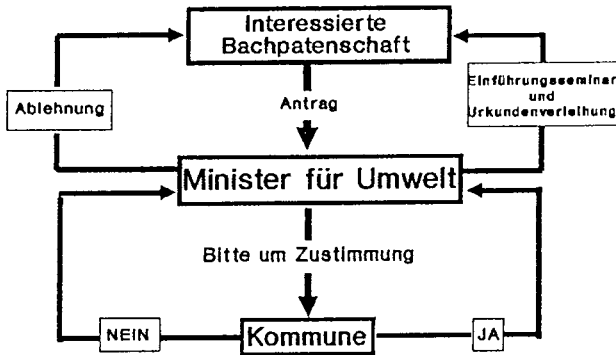 Interessierte
Bachpatenschaft
Ablehnung
Antrag
Einführungsseminar
und
Urkundenverleihung
Minister für Umwelt
Bitte um Zustimmung
NEIN
Kommune
JA